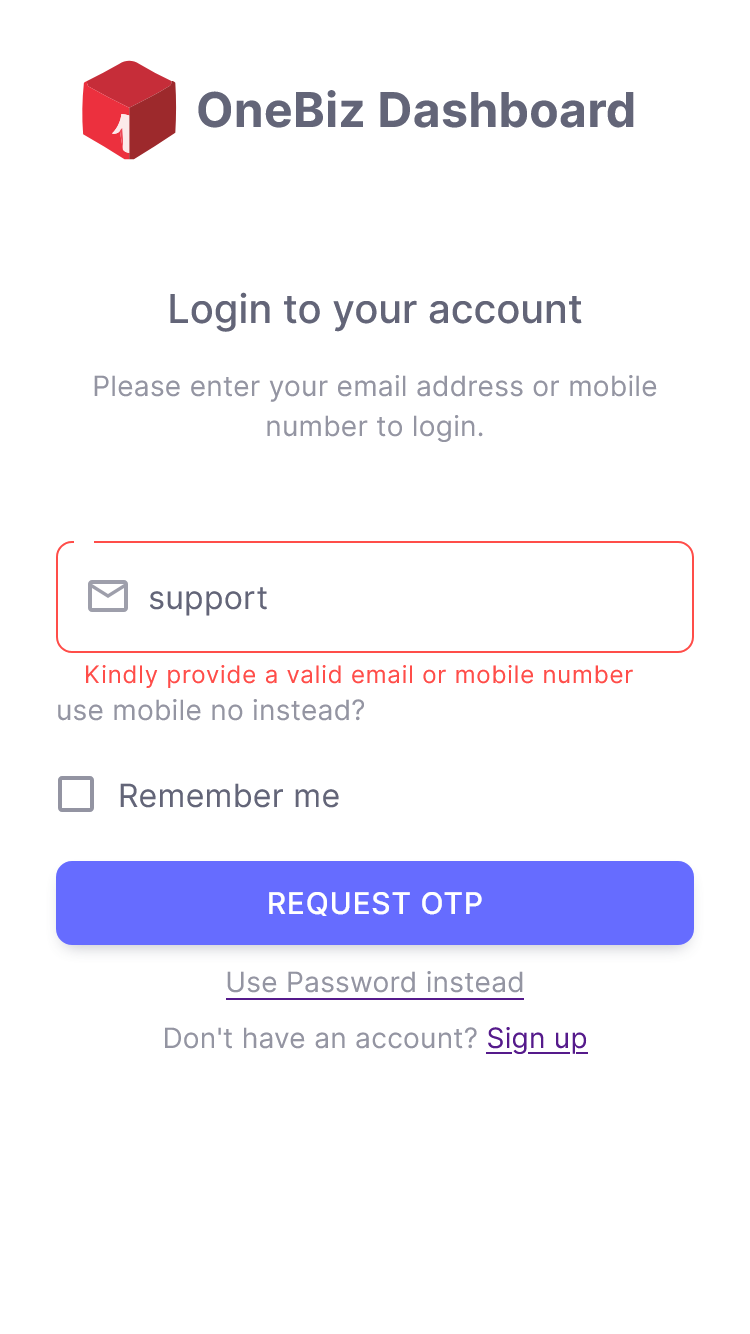 OneBiz Dashboard
Login to your account
Please enter your email address or mobile
number to login.
support
Kindly provide a valid email or mobile number
use mobile no instead?
Remember me
REQUEST OTP
Use Password instead
Don't have an account? Sign up